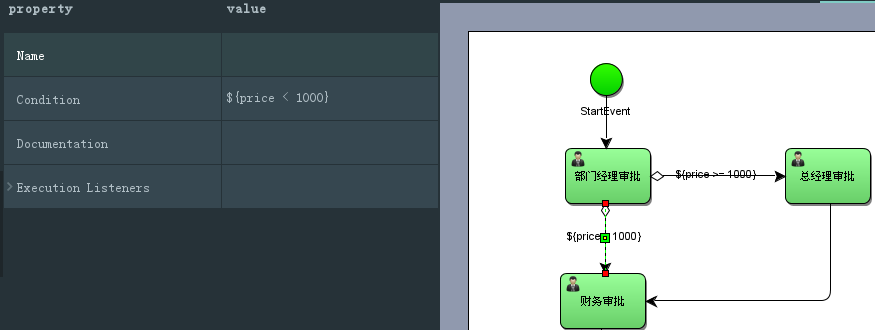 property value
Name
Condition ${price < 1000}
Documentation
Execution Listeners
StartEvent
部门经理审批
${price >= 1000}
总经理审批
${price 1000}
财务审批